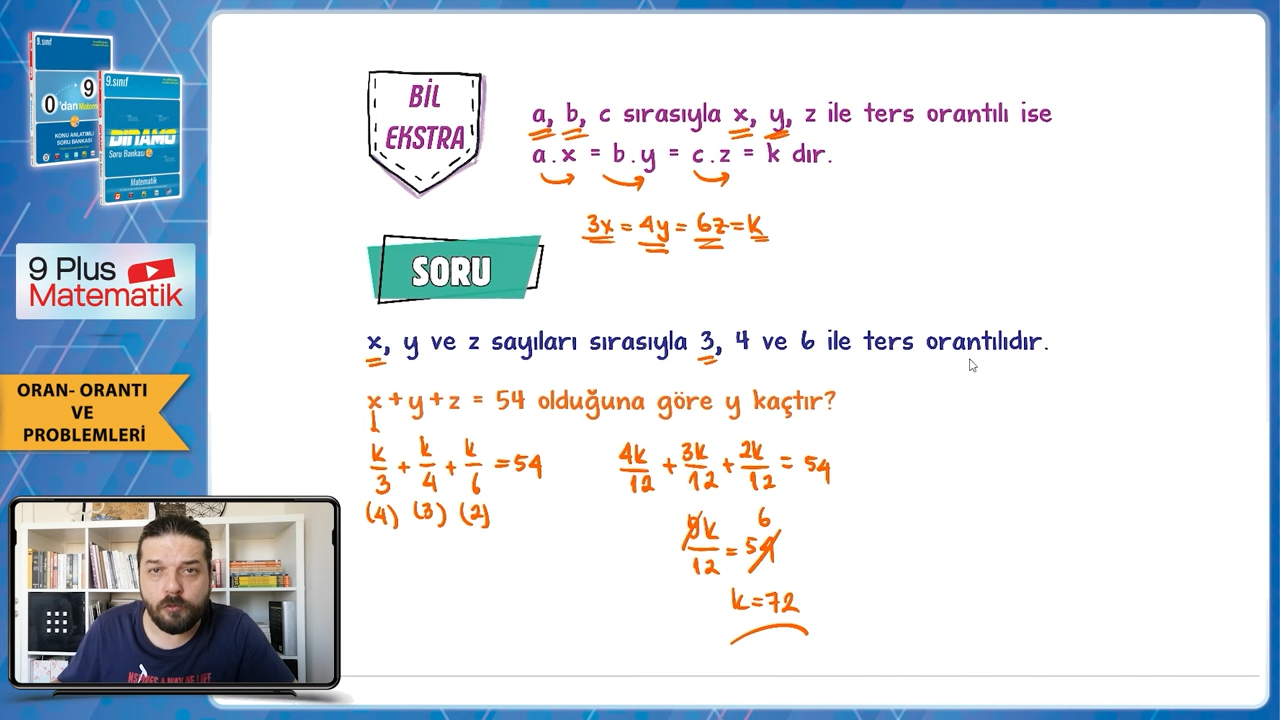 9.sınıf
0'dan 9
Matem
KONU ANLATIMLI
SORU BANKASI
9.sınıf
DİNAMO
Soru Bankası
Matematik
9 Plus
Matematik
ORAN- ORANTI
VE
PROBLEMLERİ
BİL
EKSTRA
a, b, c sırasıyla x, y, z ile ters orantılı ise
a.x = b.y = c.z = k dır.
3x = 4y = 6z = k
SORU
x, y ve z sayıları sırasıyla 3, 4 ve 6 ile ters orantılıdır.
x + y + z = 54 olduğuna göre y kaçtır?
k/3 + k/4 + k/6 = 54
(4) (3) (2)
4k/12 + 3k/12 + 2k/12 = 54
6
9k/12 = 54
k = 72